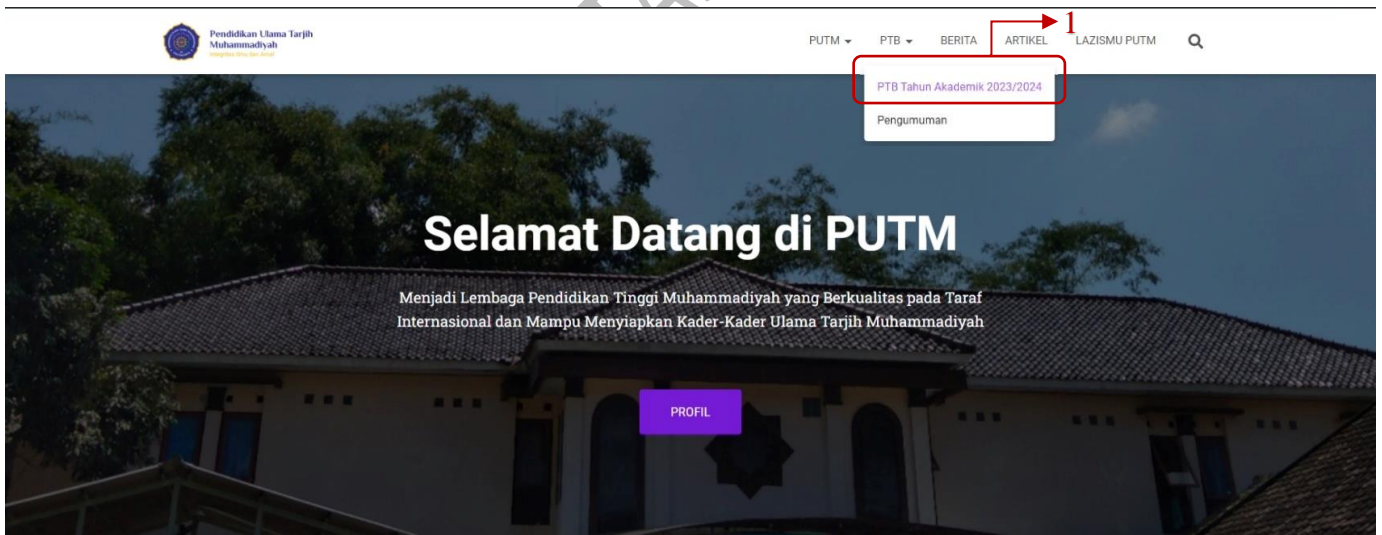 Pendidikan Ulama Tarjih
Muhammadiyah
PUTM
PTB
BERITA
ARTIKEL
LAZISMU PUTM
1
PTB Tahun Akademik 2023/2024
Pengumuman
Selamat Datang di PUTM
Menjadi Lembaga Pendidikan Tinggi Muhammadiyah yang Berkualitas pada Taraf
Internasional dan Mampu Menyiapkan Kader-Kader Ulama Tarjih Muhammadiyah
PROFIL